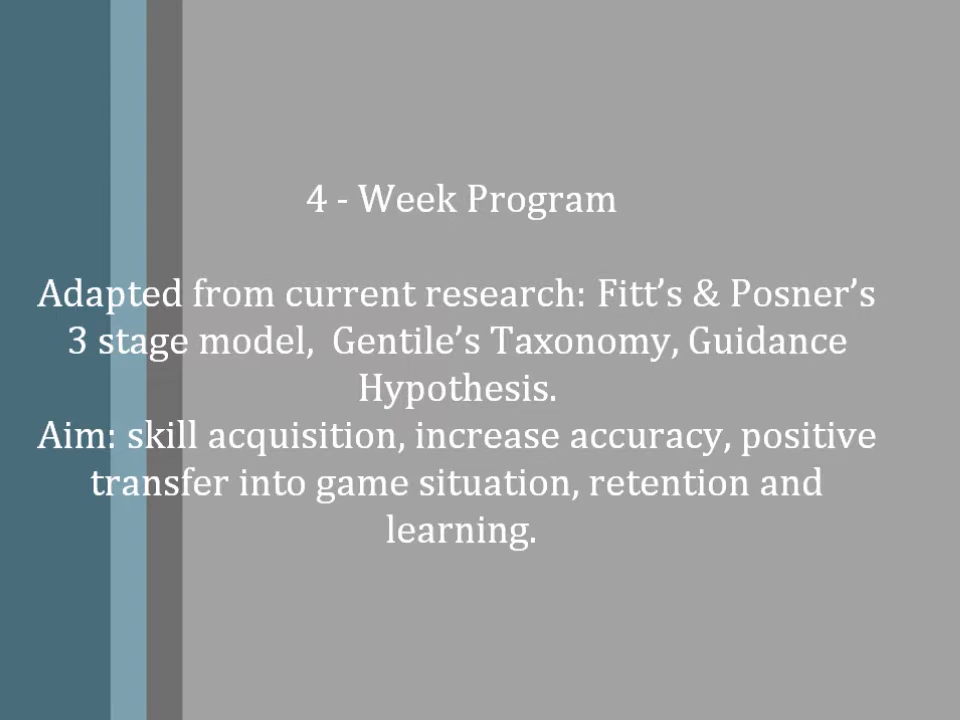 4 - Week Program
Adapted from current research: Fitt's & Posner's
3 stage model,  Gentile's Taxonomy, Guidance
Hypothesis.
Aim: skill acquisition, increase accuracy, positive
transfer into game situation, retention and
learning.